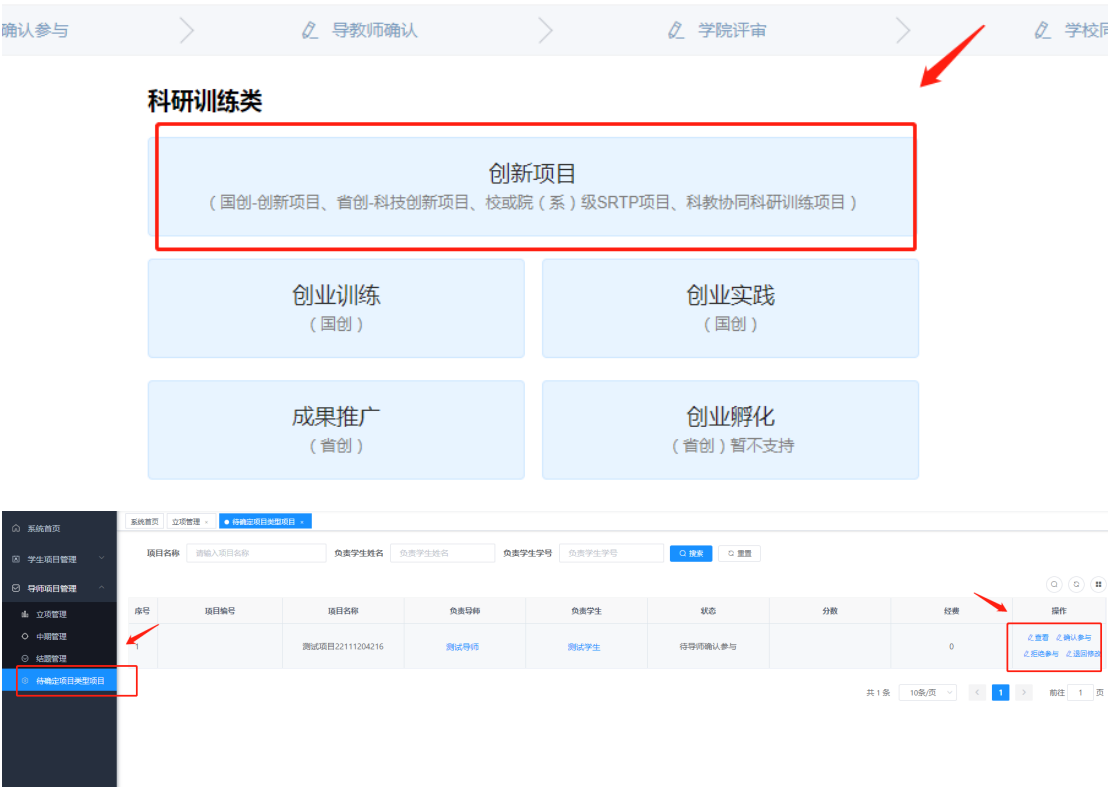 确认参与
导教师确认
学院评审
学校同
科研训练类
创新项目
(国创-创新项目、省创-科技创新项目、校或院(系)级SRTP项目、科教协同科研训练项目)
创业训练
(国创)
创业实践
(国创)
成果推广
(省创)
创业孵化
(省创)暂不支持
系统首页 立项管理 × ● 待确定项目类型项目 ×
系统首页
学生项目管理
导师项目管理
立项管理
中期管理
结题管理
待确定项目类型项目
项目名称 请输入项目名称 负责学生姓名 负责学生姓名 负责学生学号 负责学生学号 搜索 重置
序号 项目编号 项目名称 负责导师 负责学生 状态 分数 经费 操作
1 测试项目22111204216 测试导师 测试学生 待导师确认参与 0 查看 确认参与
拒绝参与 退回修改
共 1 条 10条/页 < 1 > 前往 1 页